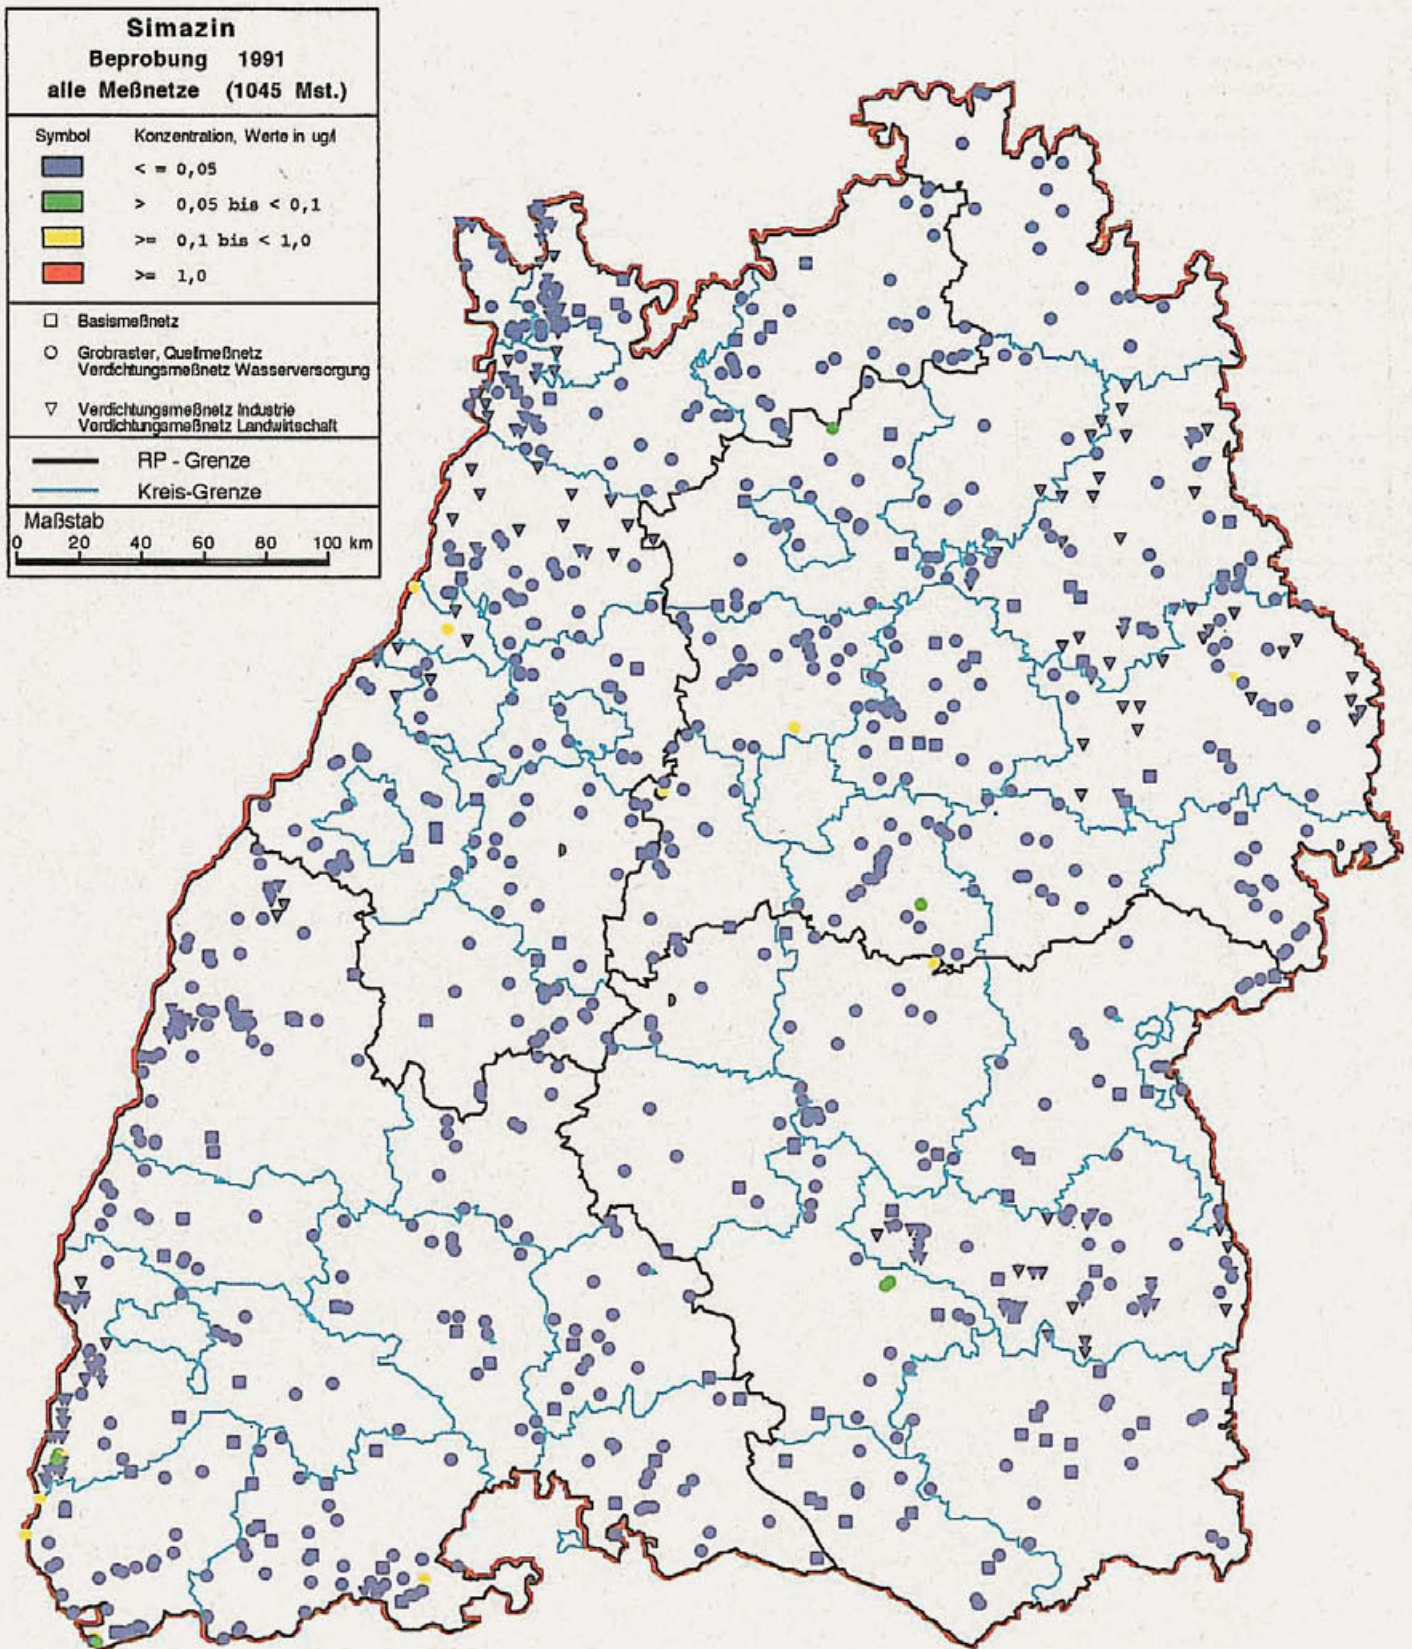 Simazin
Beprobung 1991
alle Meßnetze (1045 Mst.)
Symbol Konzentration, Werte in ug/l
< = 0,05
> 0,05 bis < 0,1
>= 0,1 bis < 1,0
>= 1,0
Basismeßnetz
Grobraster, Quellmeßnetz
Verdichtungsmeßnetz Wasserversorgung
Verdichtungsmeßnetz Industrie
Verdichtungsmeßnetz Landwirtschaft
RP - Grenze
Kreis-Grenze
Maßstab
0 20 40 60 80 100 km